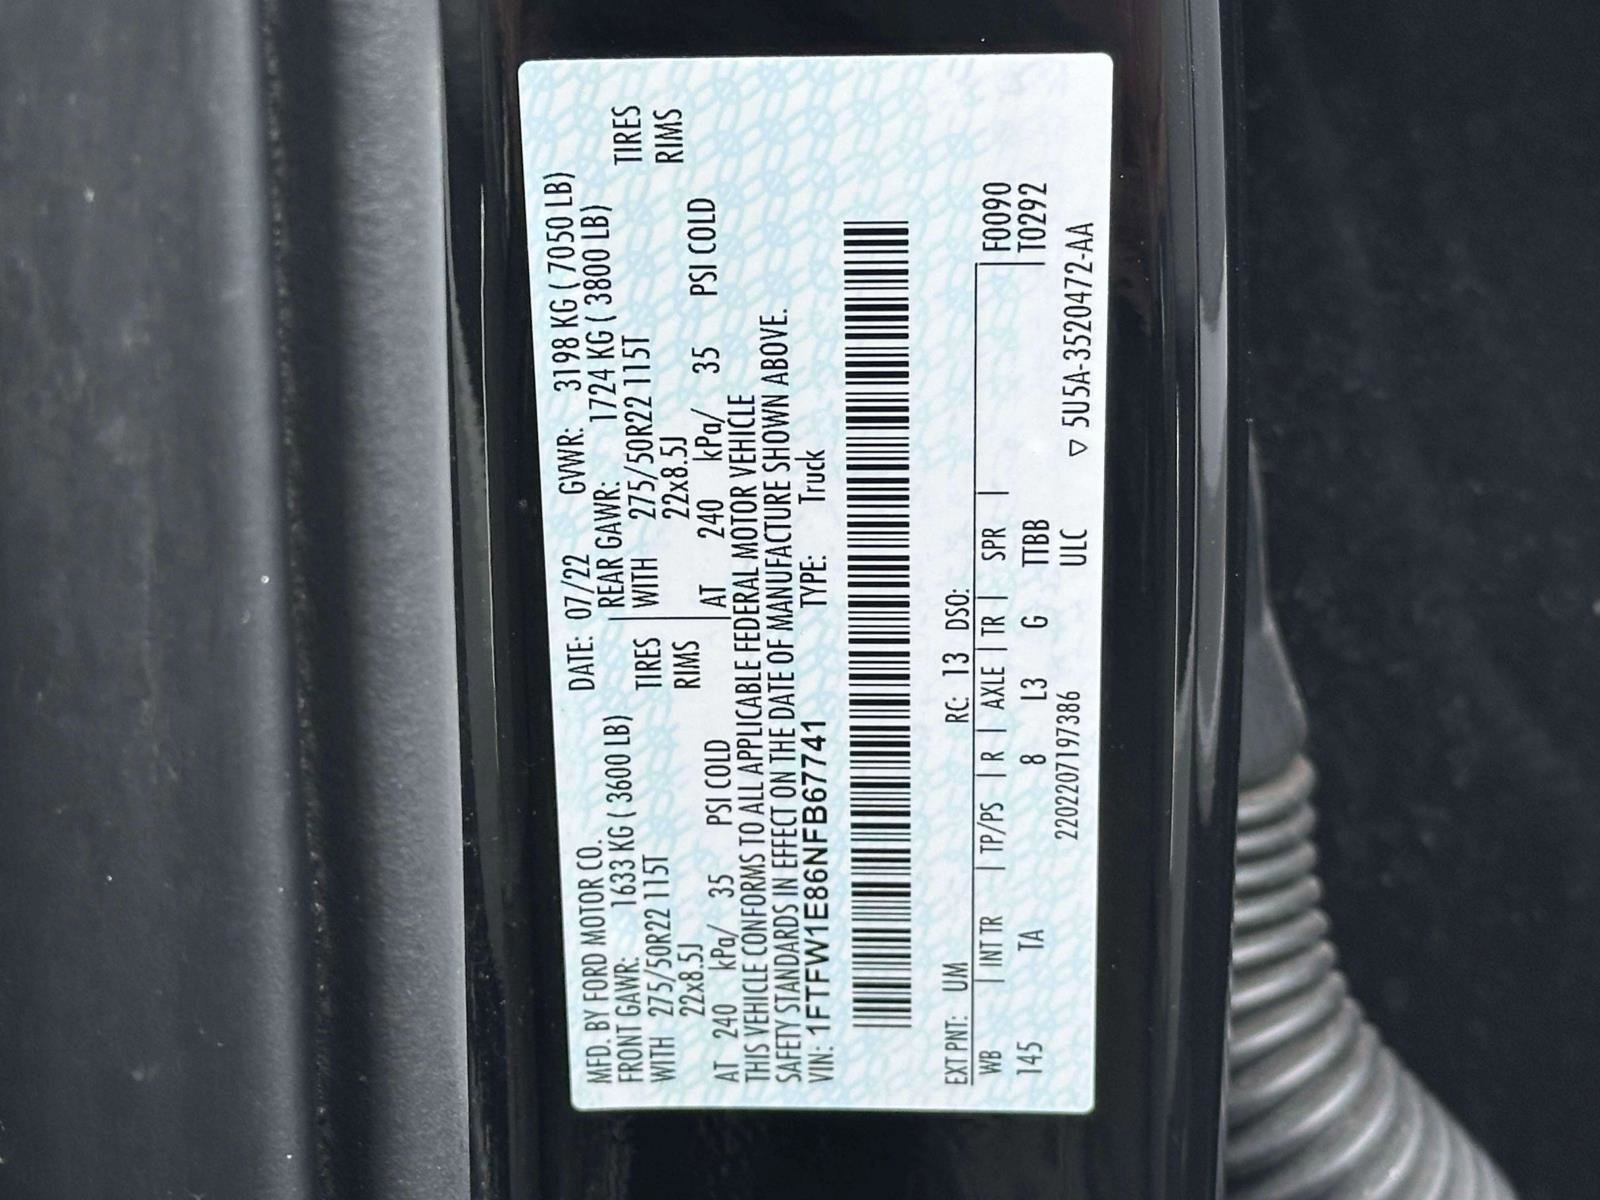 MFD. BY FORD MOTOR CO. DATE: 07/22 GVWR: 3198 KG ( 7050 LB)
FRONT GAWR: 1633 KG ( 3600 LB) REAR GAWR: 1724 KG ( 3800 LB)
WITH 275/50R22 115T TIRES WITH 275/50R22 115T TIRES
22x8.5J RIMS 22x8.5J RIMS
AT 240 kPa/ 35 PSI COLD AT 240 kPa/ 35 PSI COLD
THIS VEHICLE CONFORMS TO ALL APPLICABLE FEDERAL MOTOR VEHICLE
SAFETY STANDARDS IN EFFECT ON THE DATE OF MANUFACTURE SHOWN ABOVE.
VIN: 1FTFW1E86NFB67741 TYPE: Truck
EXT PNT: UM RC: 13 DSO:
WB | INT TR | TP/PS | R | AXLE | TR | SPR | F0090
145 TA 8 L3 G TTBB T0292
ULC
2202207197386 ▽ 5U5A-3520472-AA